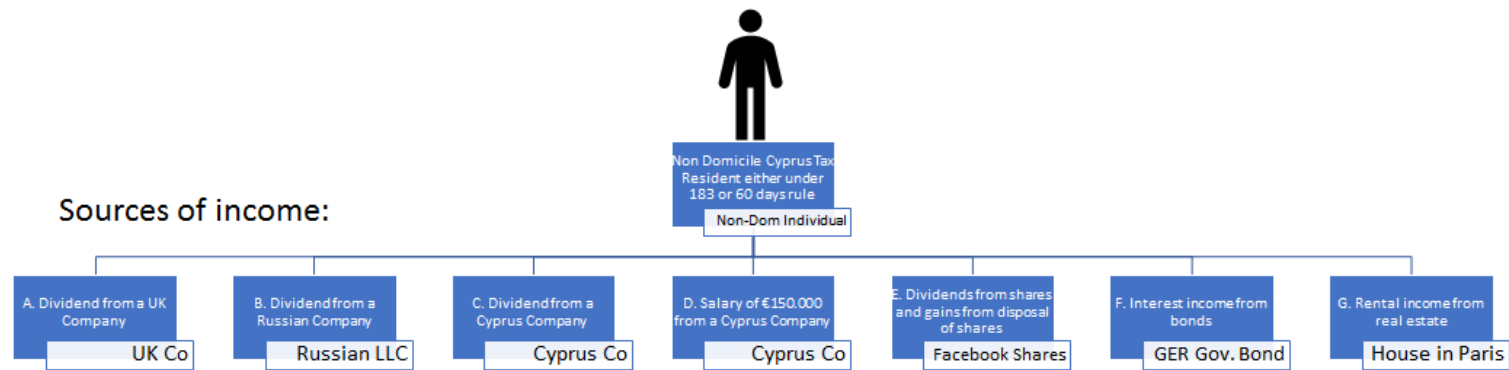 Non Domicile Cyprus Tax
Resident either under
183 or 60 days rule
Non-Dom Individual
Sources of income:
A. Dividend from a UK
Company
UK Co
B. Dividend from a
Russian Company
Russian LLC
C. Dividend from a
Cyprus Company
Cyprus Co
D. Salary of €150.000
from a Cyprus Company
Cyprus Co
E. Dividends from shares
and gains from disposal
of shares
Facebook Shares
F. Interest income from
bonds
GER Gov. Bond
G. Rental income from
real estate
House in Paris